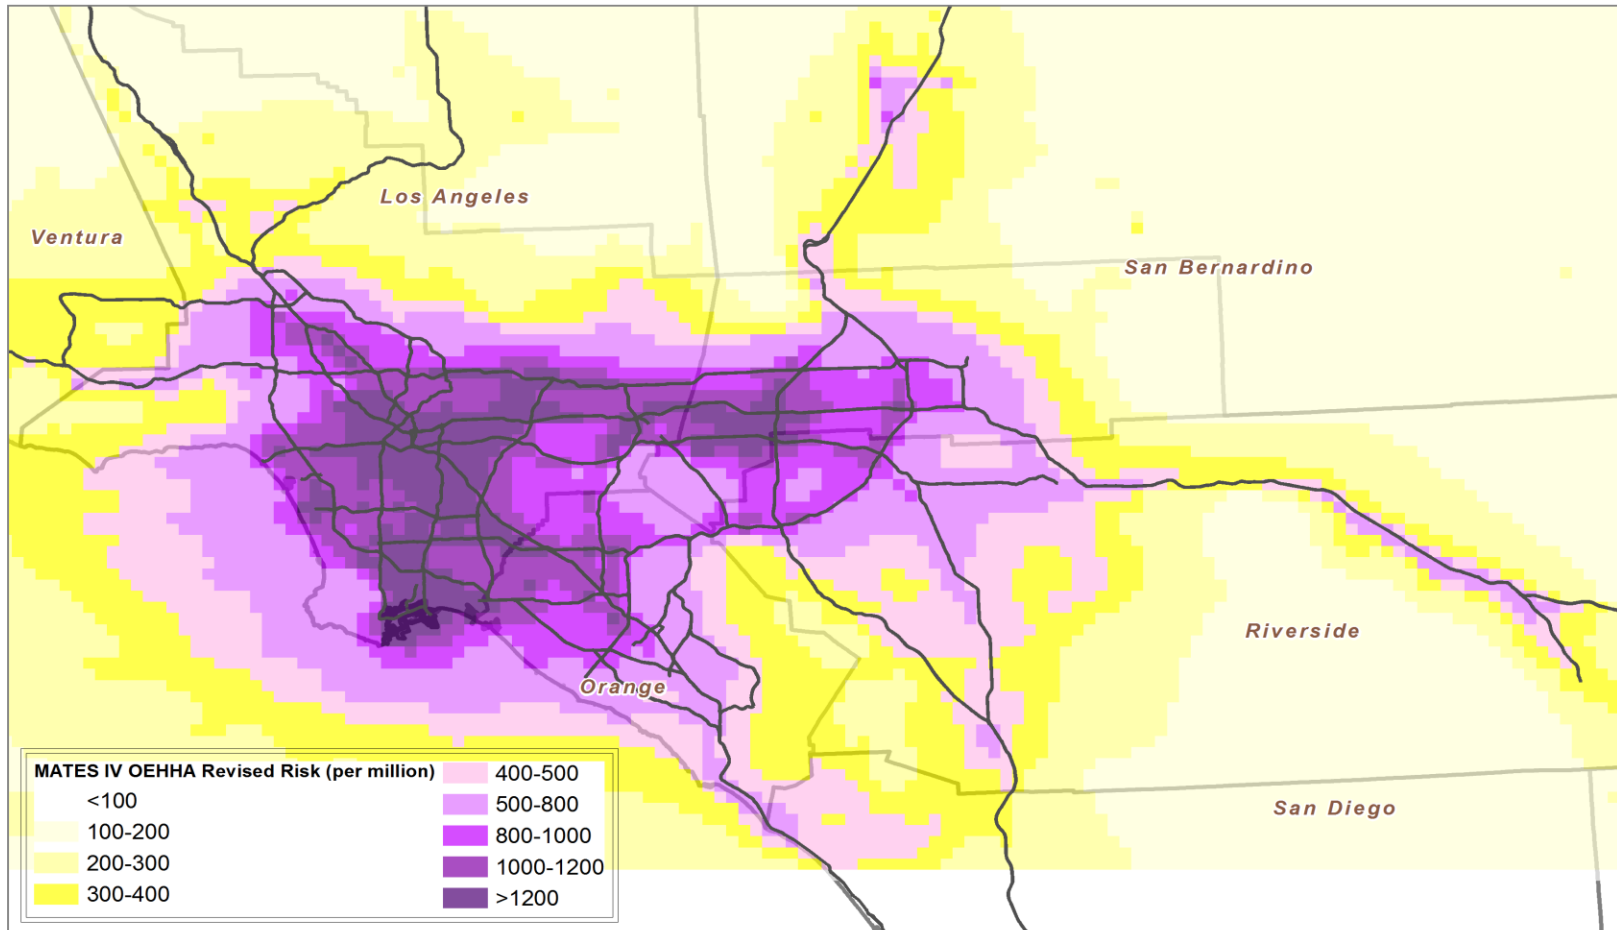 Los Angeles
Ventura
San Bernardino
Riverside
Orange
San Diego
MATES IV OEHHA Revised Risk (per million)
<100
100-200
200-300
300-400
400-500
500-800
800-1000
1000-1200
>1200